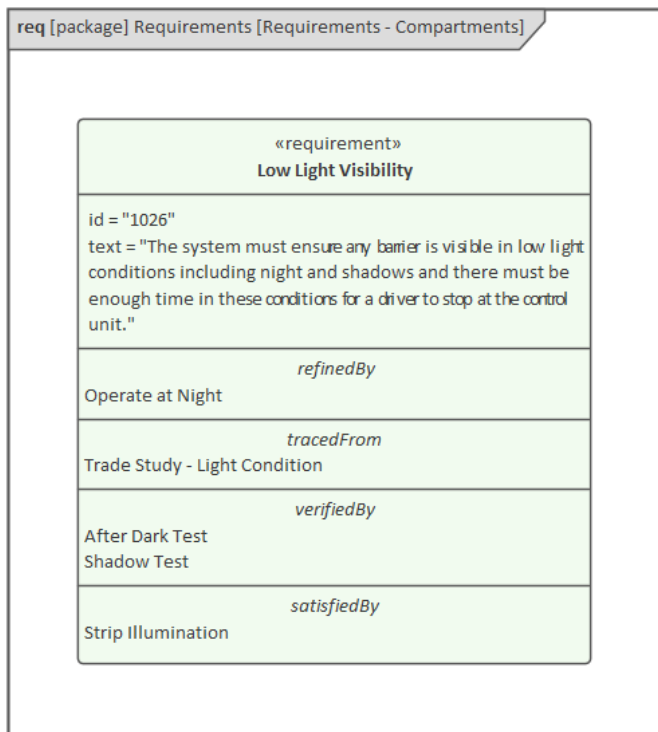 req [package] Requirements [Requirements - Compartments]
«requirement»
Low Light Visibility
id = "1026"
text = "The system must ensure any barrier is visible in low light
conditions including night and shadows and there must be
enough time in these conditions for a driver to stop at the control
unit."
refinedBy
Operate at Night
tracedFrom
Trade Study - Light Condition
verifiedBy
After Dark Test
Shadow Test
satisfiedBy
Strip Illumination